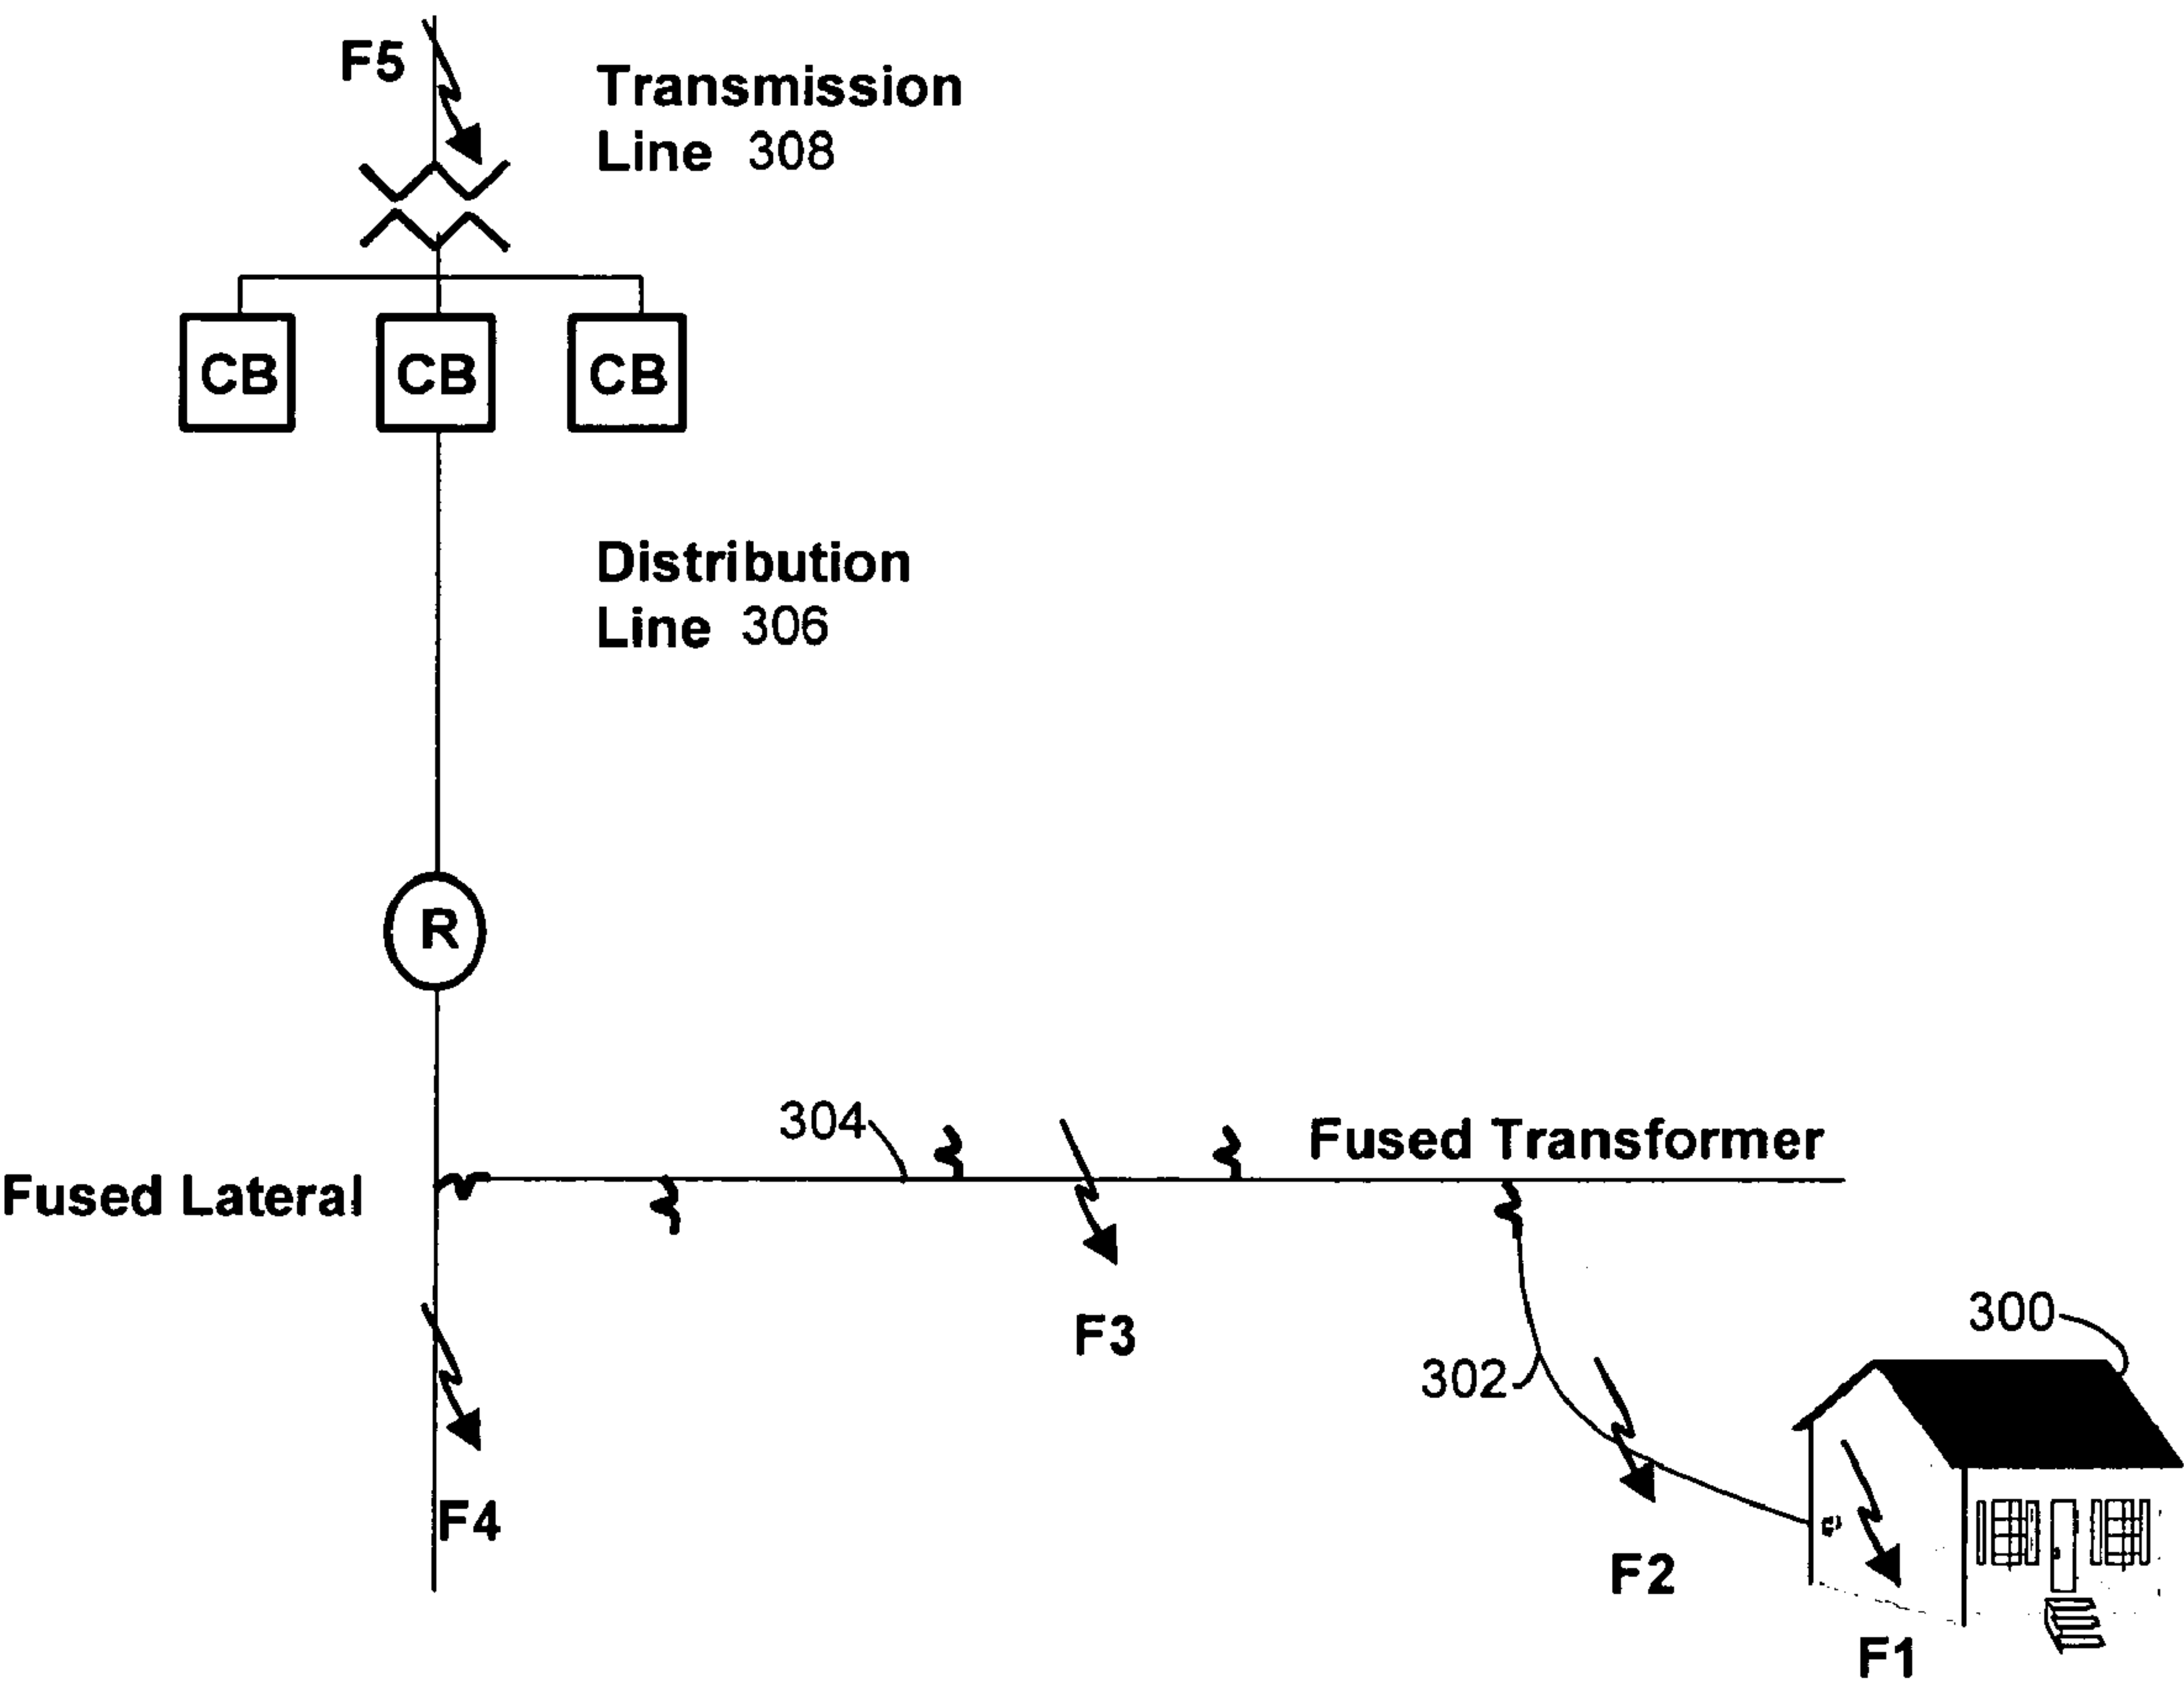 F5
Transmission
Line 308
CB CB CB
Distribution
Line 306
R
304
Fused Transformer
Fused Lateral
F3
300
302
F4
F2
F1